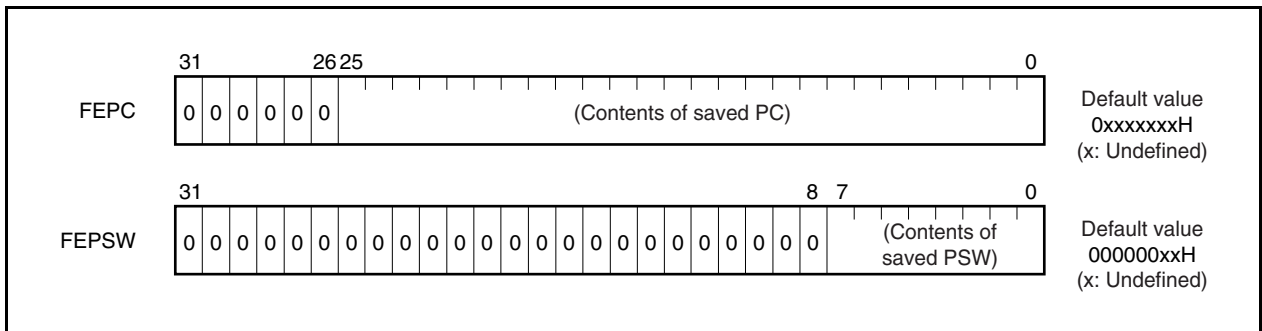 31 26 25 0
FEPC 0 0 0 0 0 0 (Contents of saved PC)
Default value
0xxxxxxxH
(x: Undefined)
31 8 7 0
FEPSW 0 0 0 0 0 0 0 0 0 0 0 0 0 0 0 0 0 0 0 0 0 0 0 0
(Contents of
saved PSW)
Default value
000000xxH
(x: Undefined)